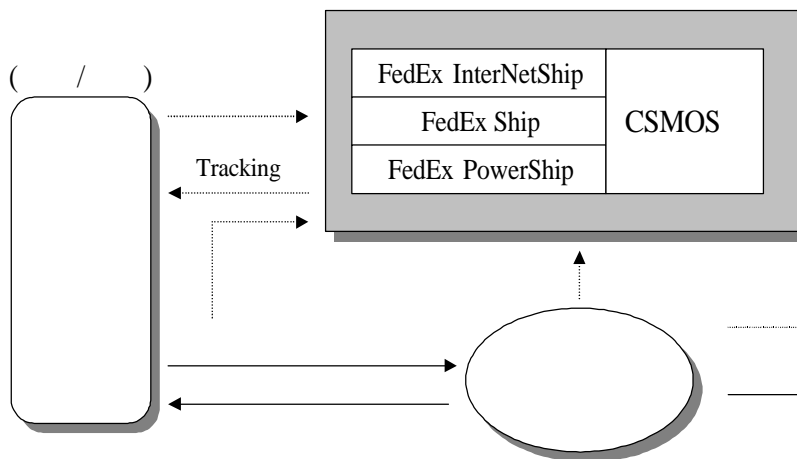 ( / )
FedEx InterNetShip
FedEx Ship
FedEx PowerShip
CSMOS
Tracking